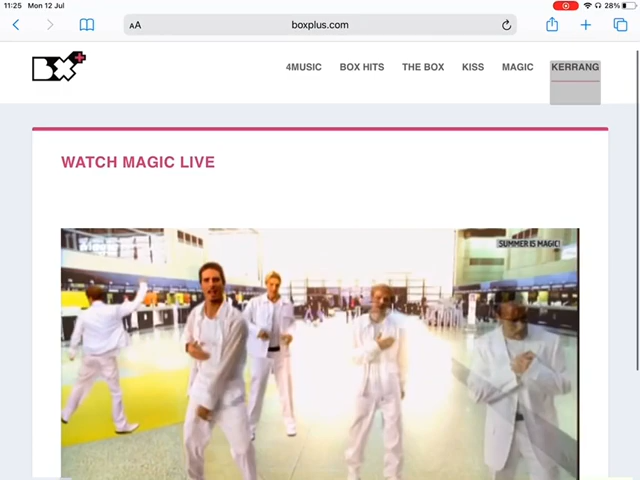 11:25 Mon 12 Jul
28%
AA
boxplus.com
BX+
4MUSIC BOX HITS THE BOX KISS MAGIC KERRANG
WATCH MAGIC LIVE
SUMMER IS MAGIC!